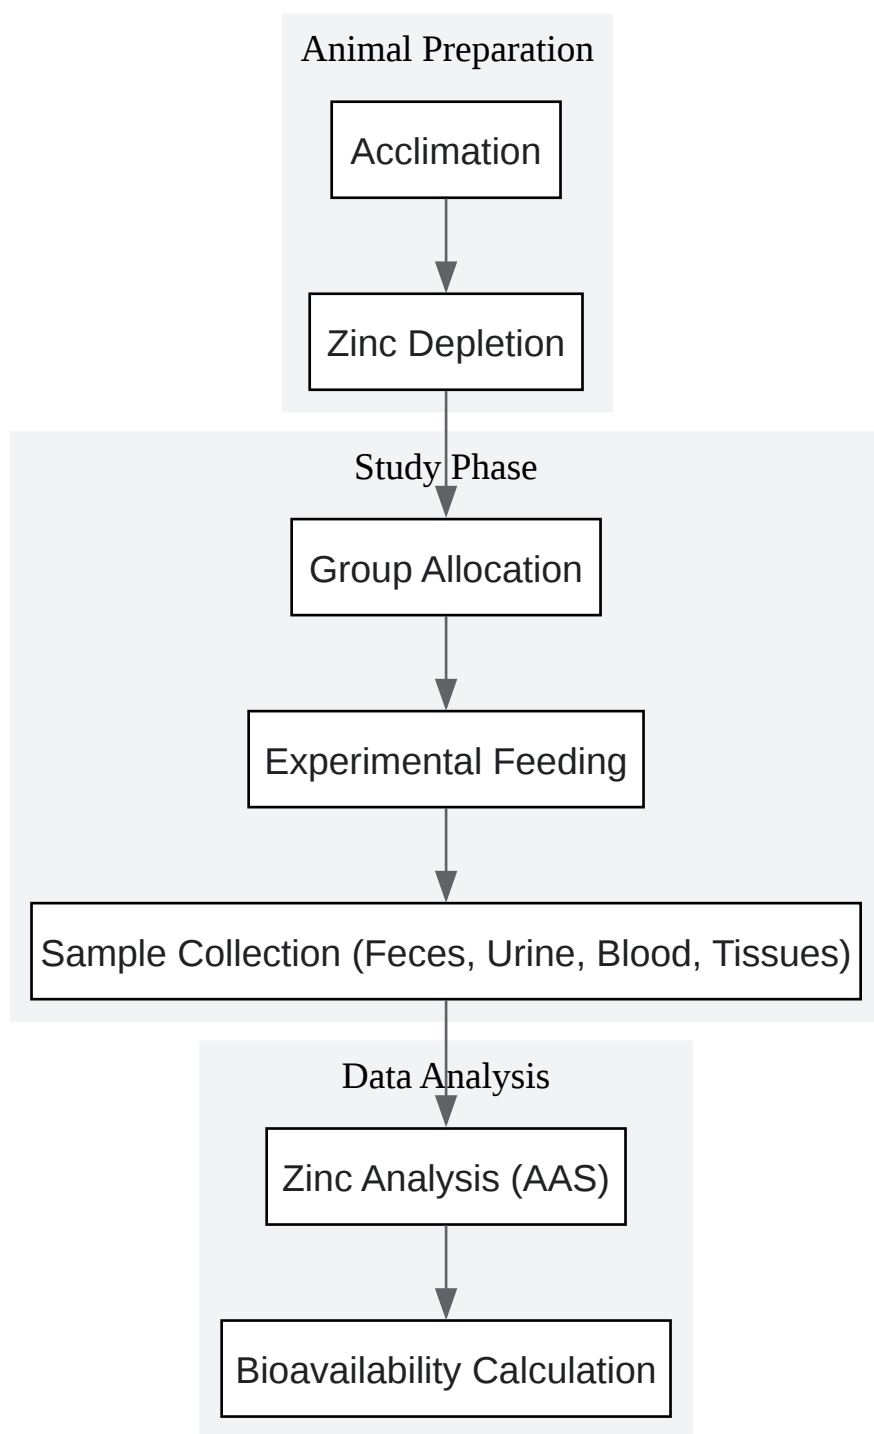 Animal Preparation
Acclimation
Zinc Depletion
Study Phase
Group Allocation
Experimental Feeding
Sample Collection (Feces, Urine, Blood, Tissues)
Data Analysis
Zinc Analysis (AAS)
Bioavailability Calculation